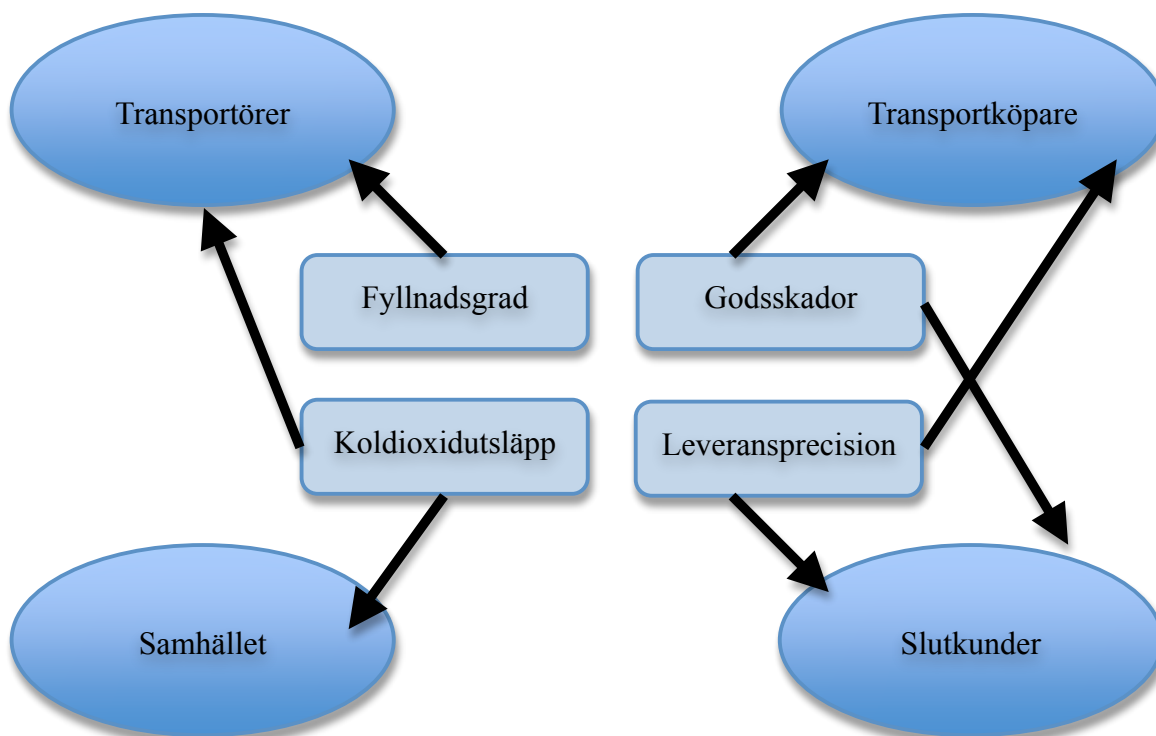 Transportörer
Transportköpare
Fyllnadsgrad
Godsskador
Koldioxidutsläpp
Leveransprecision
Samhället
Slutkunder